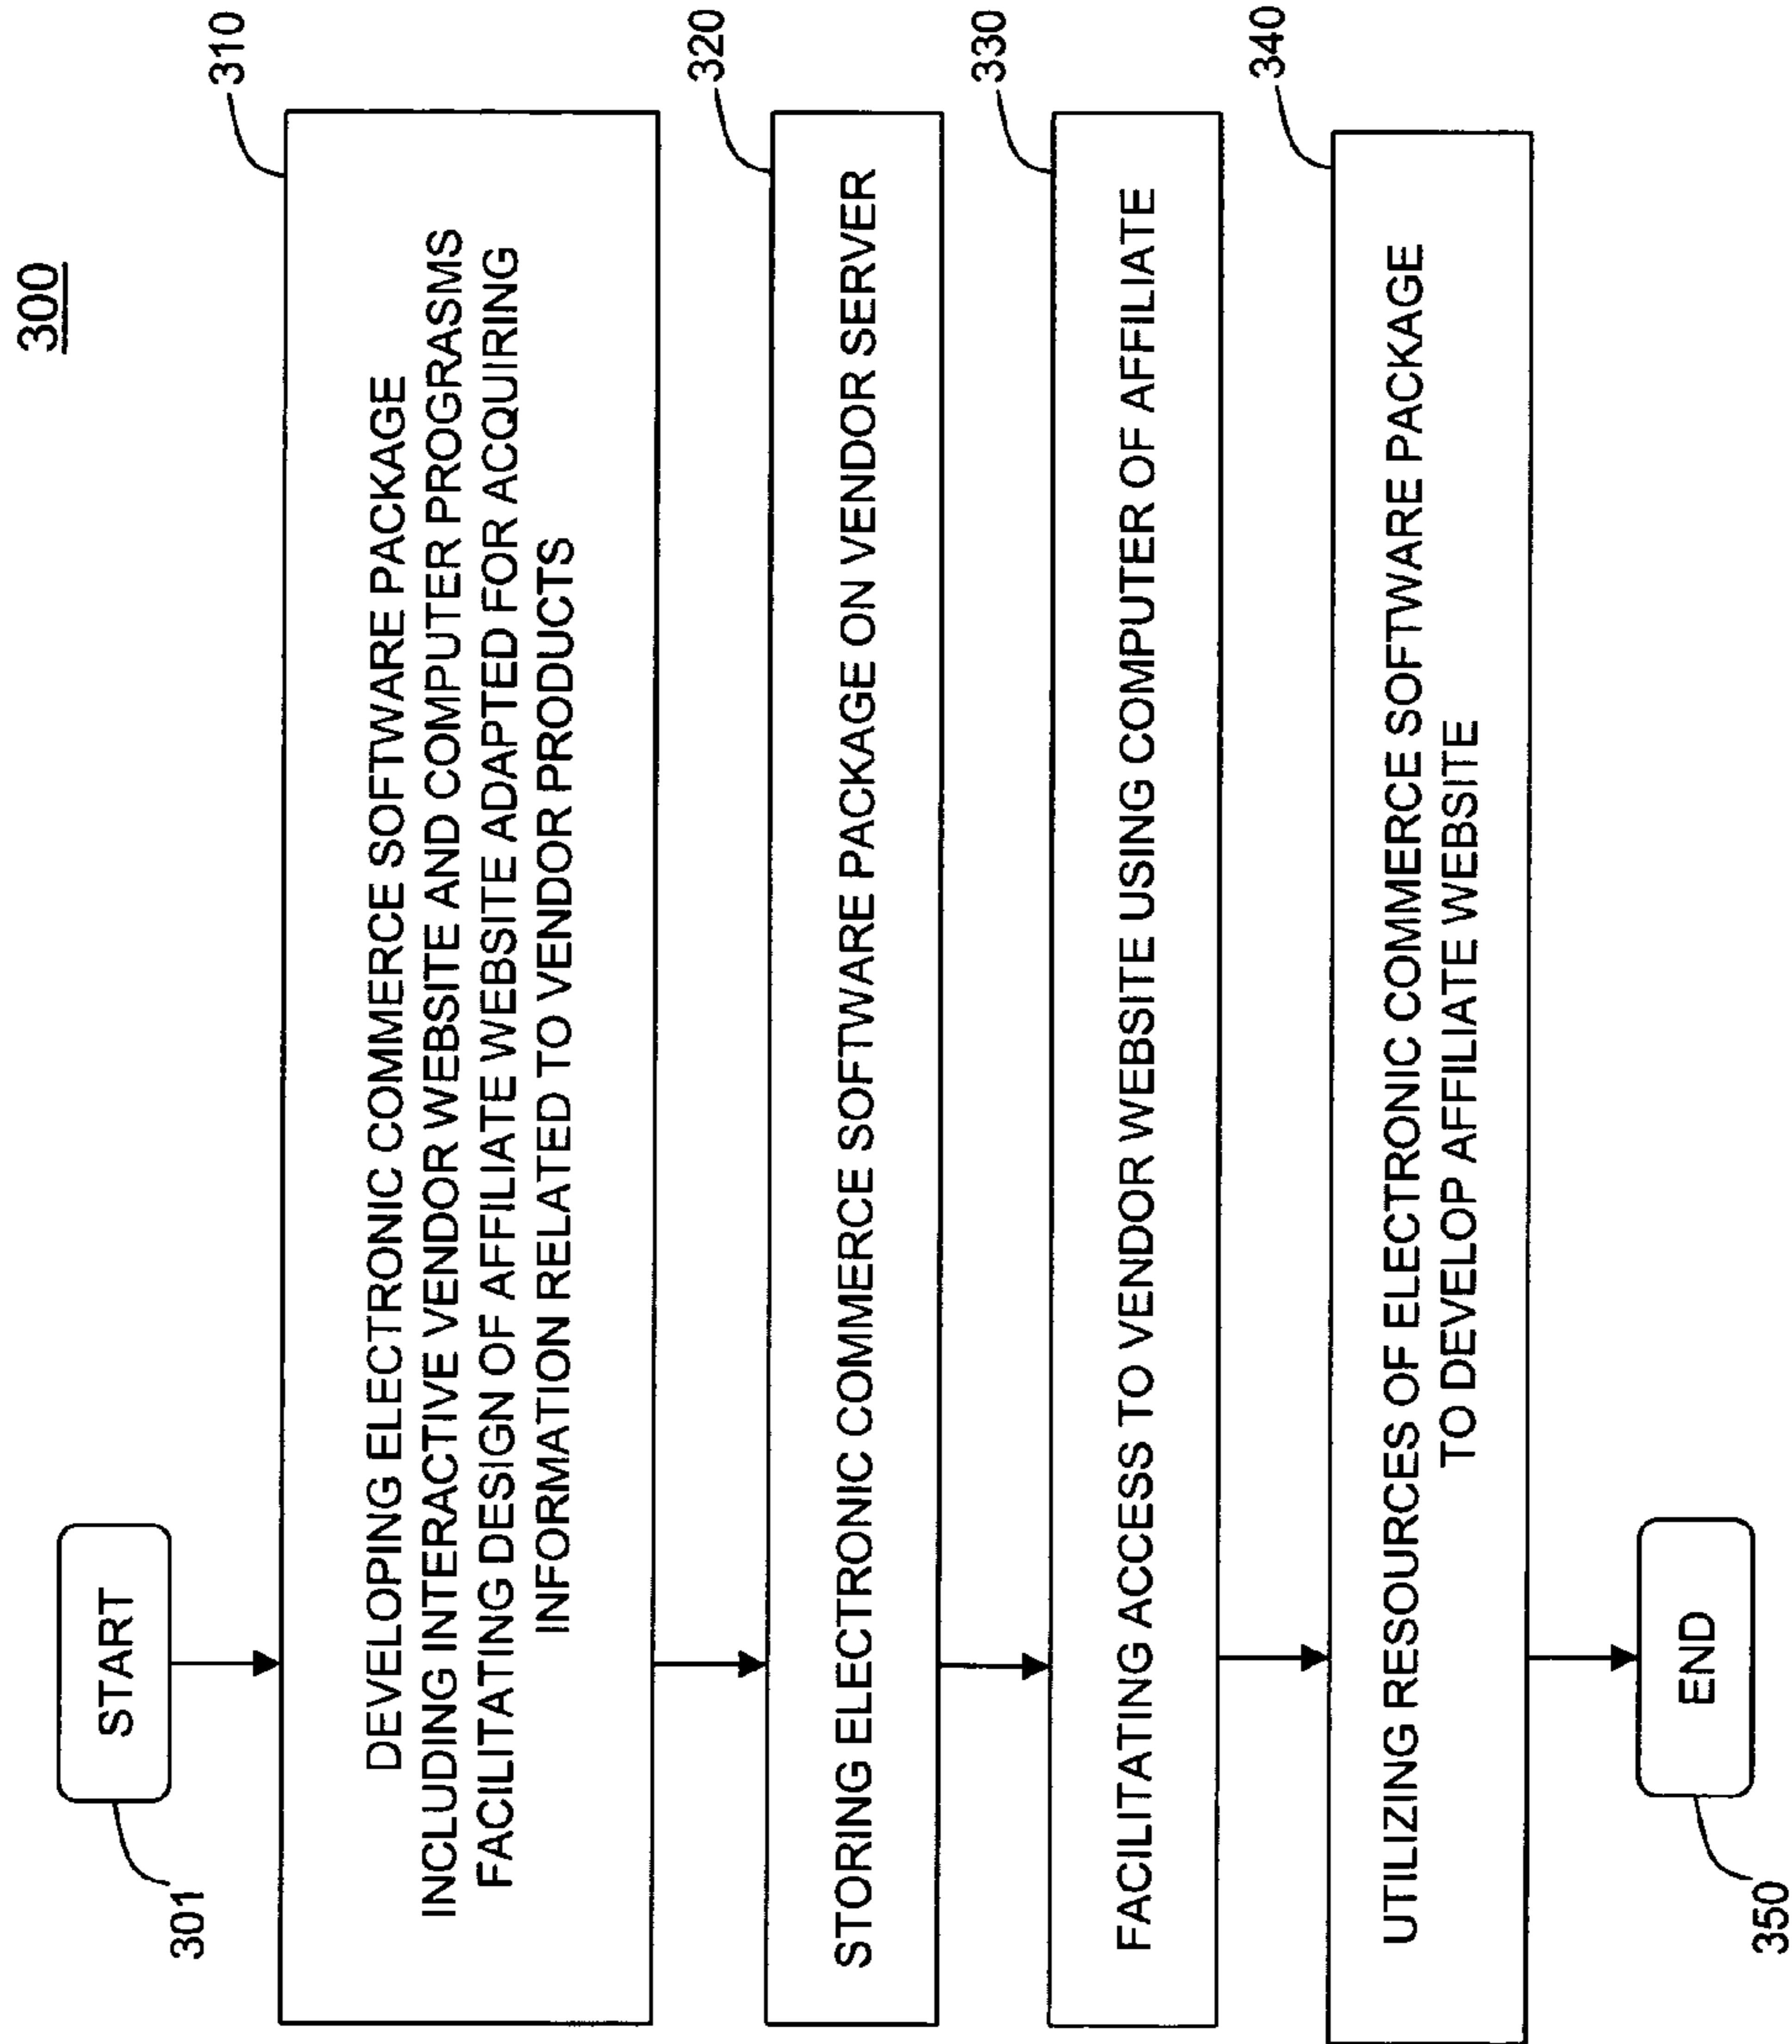 300
START
301
310
DEVELOPING ELECTRONIC COMMERCE SOFTWARE PACKAGE
INCLUDING INTERACTIVE VENDOR WEBSITE AND COMPUTER PROGRASMS
FACILITATING DESIGN OF AFFILIATE WEBSITE ADAPTED FOR ACQUIRING
INFORMATION RELATED TO VENDOR PRODUCTS
320
STORING ELECTRONIC COMMERCE SOFTWARE PACKAGE ON VENDOR SERVER
330
FACILITATING ACCESS TO VENDOR WEBSITE USING COMPUTER OF AFFILIATE
340
UTILIZING RESOURCES OF ELECTRONIC COMMERCE SOFTWARE PACKAGE
TO DEVELOP AFFILIATE WEBSITE
END
350